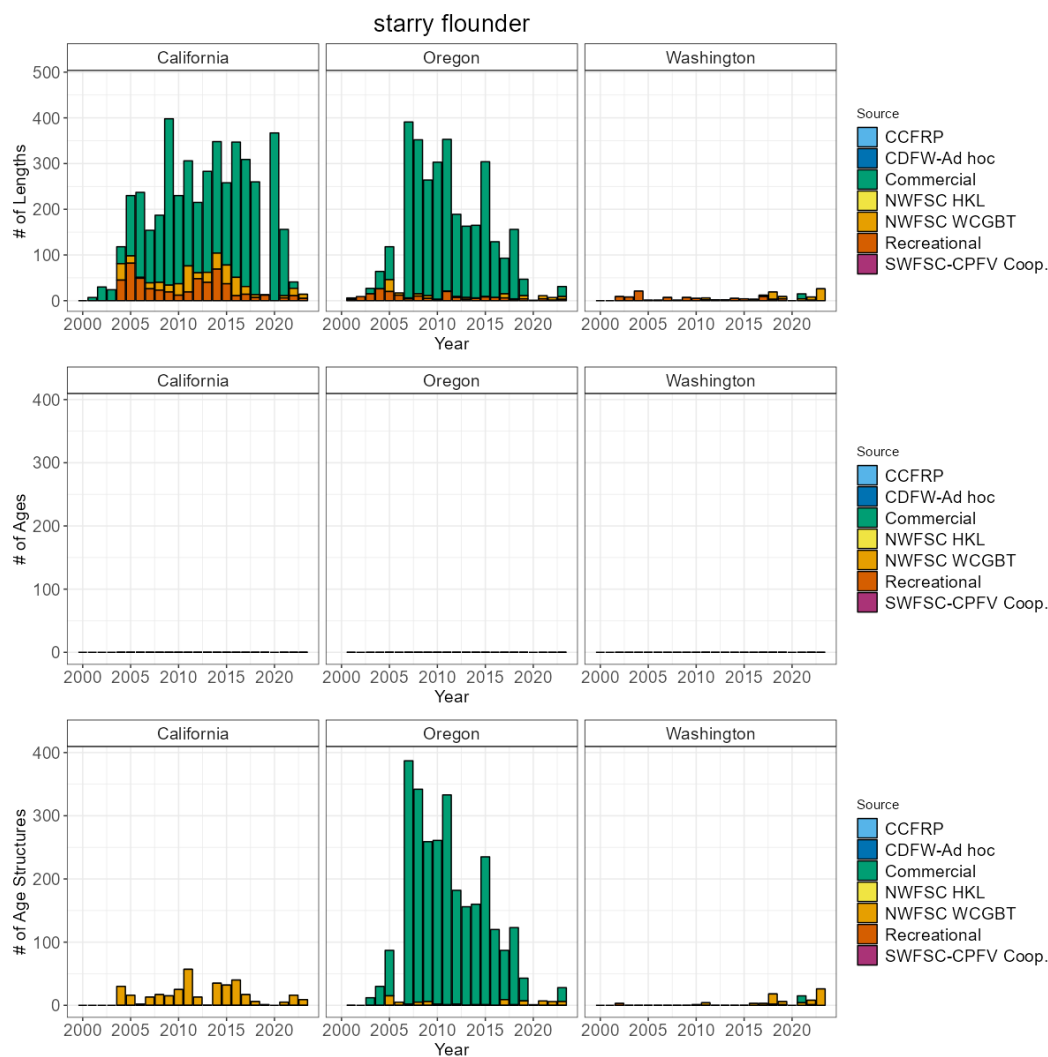 starry flounder
California Oregon Washington
# of Lengths
500
400
300
200
100
0
2000 2005 2010 2015 2020 2000 2005 2010 2015 2020 2000 2005 2010 2015 2020
Year
Source
CCFRP
CDFW-Ad hoc
Commercial
NWFSC HKL
NWFSC WCGBT
Recreational
SWFSC-CPFV Coop.
California Oregon Washington
# of Ages
400
300
200
100
0
2000 2005 2010 2015 2020 2000 2005 2010 2015 2020 2000 2005 2010 2015 2020
Year
Source
CCFRP
CDFW-Ad hoc
Commercial
NWFSC HKL
NWFSC WCGBT
Recreational
SWFSC-CPFV Coop.
California Oregon Washington
# of Age Structures
400
300
200
100
0
2000 2005 2010 2015 2020 2000 2005 2010 2015 2020 2000 2005 2010 2015 2020
Year
Source
CCFRP
CDFW-Ad hoc
Commercial
NWFSC HKL
NWFSC WCGBT
Recreational
SWFSC-CPFV Coop.